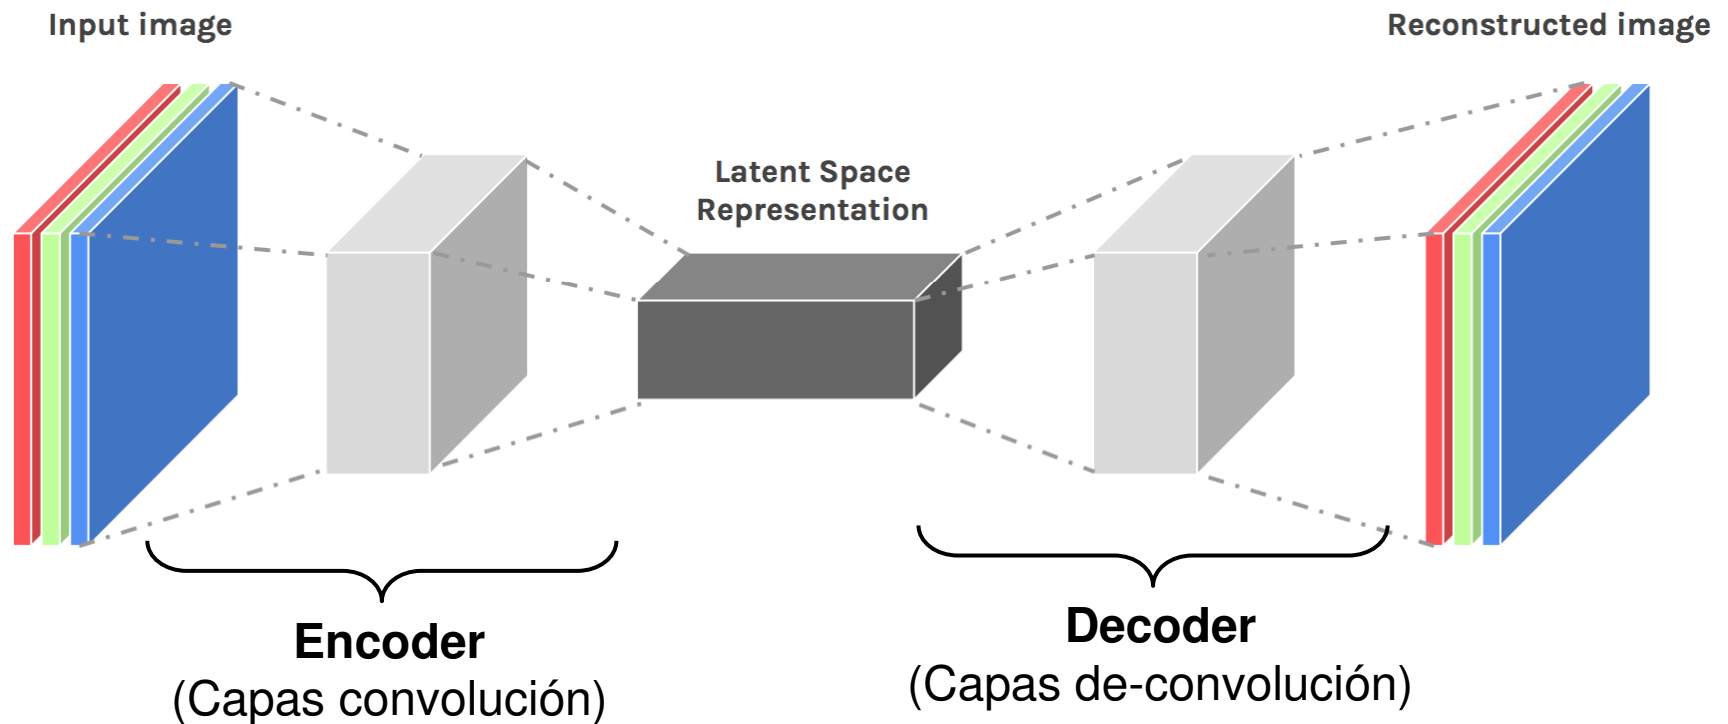 Input image
Reconstructed image
Latent Space
Representation
Encoder
(Capas convolución)
Decoder
(Capas de-convolución)